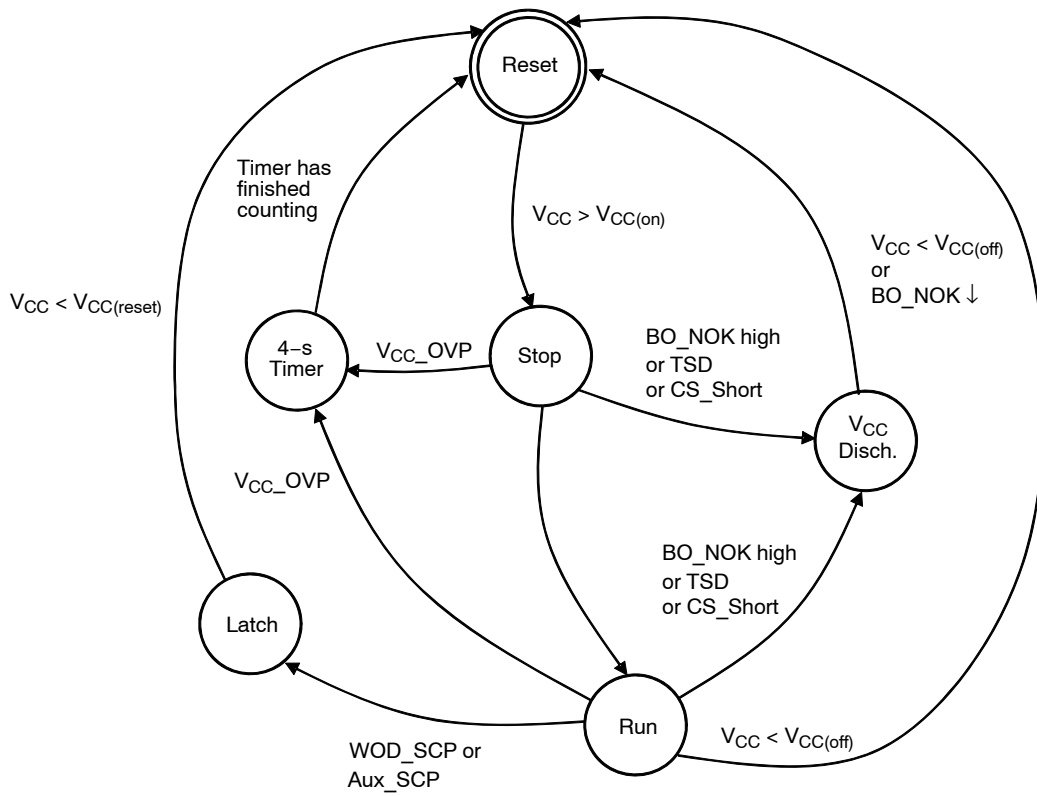 Reset
Timer has
finished
counting
VCC > VCC(on)
VCC < VCC(off)
or
BO_NOK ↓
VCC < VCC(reset)
4–s
Timer
VCC_OVP
Stop
BO_NOK high
or TSD
or CS_Short
VCC
Disch.
VCC_OVP
BO_NOK high
or TSD
or CS_Short
Latch
Run
VCC < VCC(off)
WOD_SCP or
Aux_SCP